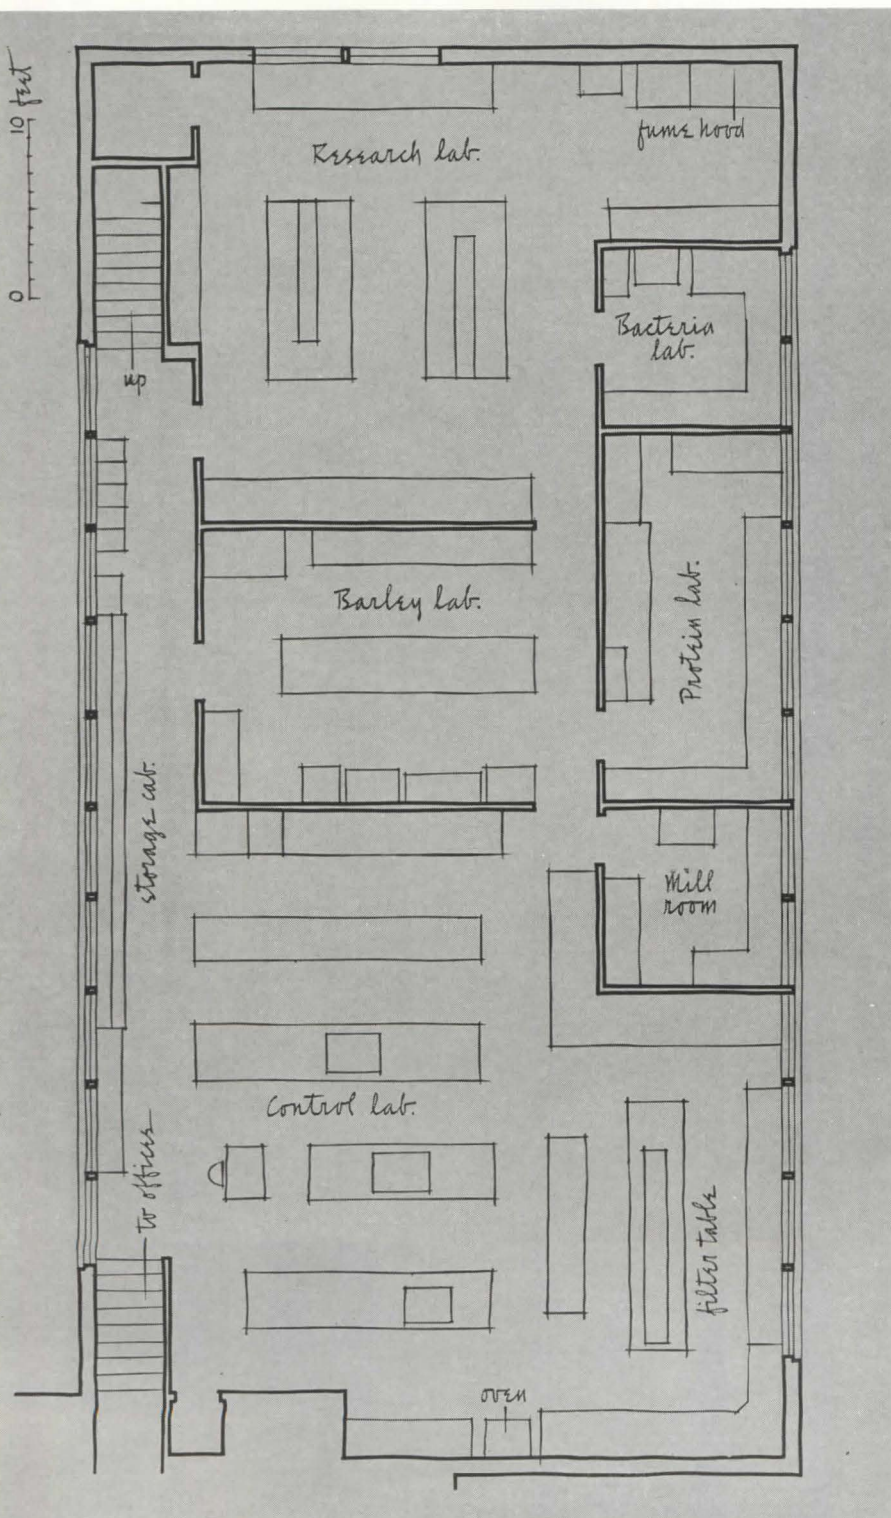 10 feet
0
Research lab.
fume hood
Bacteria
lab.
up
Barley lab.
Protein lab.
storage cab.
Mill
room
Control lab.
to offices
filter table
oven